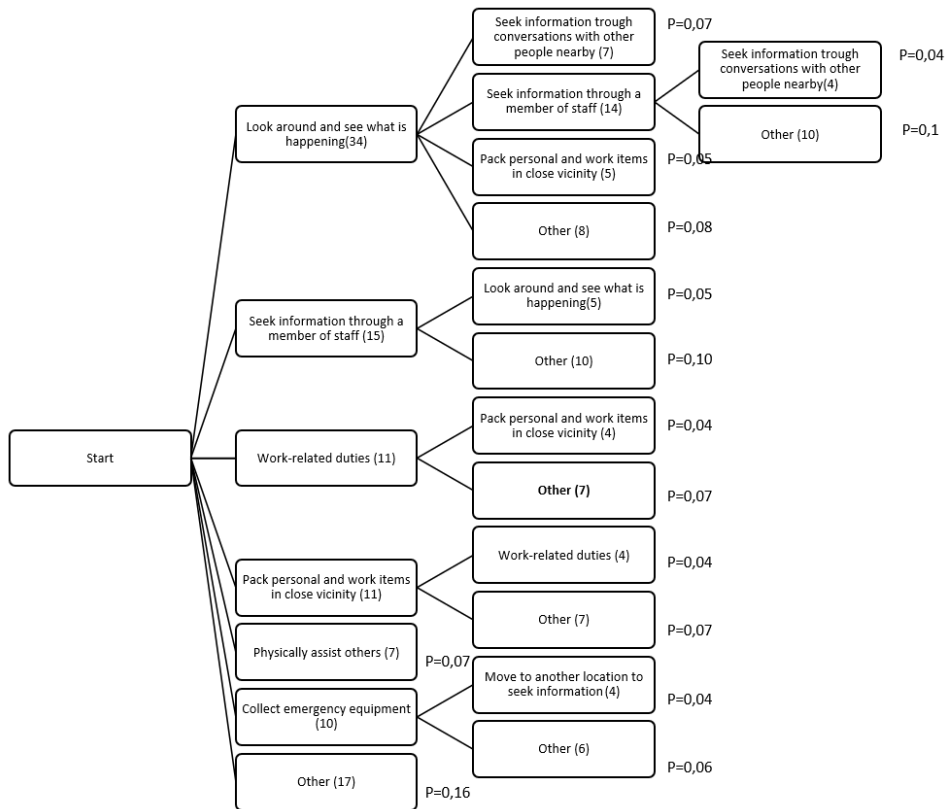 Seek information trough
conversations with other
people nearby (7)
P=0,07
Seek information trough
conversations with other
people nearby(4)
P=0,04
Seek information through a
member of staff (14)
Look around and see what is
happening(34)
Other (10)
P=0,1
Pack personal and work items
in close vicinity (5)
P=0,05
Other (8)
P=0,08
Look around and see what is
happening(5)
P=0,05
Seek information through a
member of staff (15)
Other (10)
P=0,10
Pack personal and work items
in close vicinity (4)
P=0,04
Start
Work-related duties (11)
Other (7)
P=0,07
Work-related duties (4)
P=0,04
Pack personal and work items
in close vicinity (11)
Other (7)
P=0,07
Physically assist others (7)
P=0,07
Move to another location to
seek information (4)
P=0,04
Collect emergency equipment
(10)
Other (6)
P=0,06
Other (17)
P=0,16